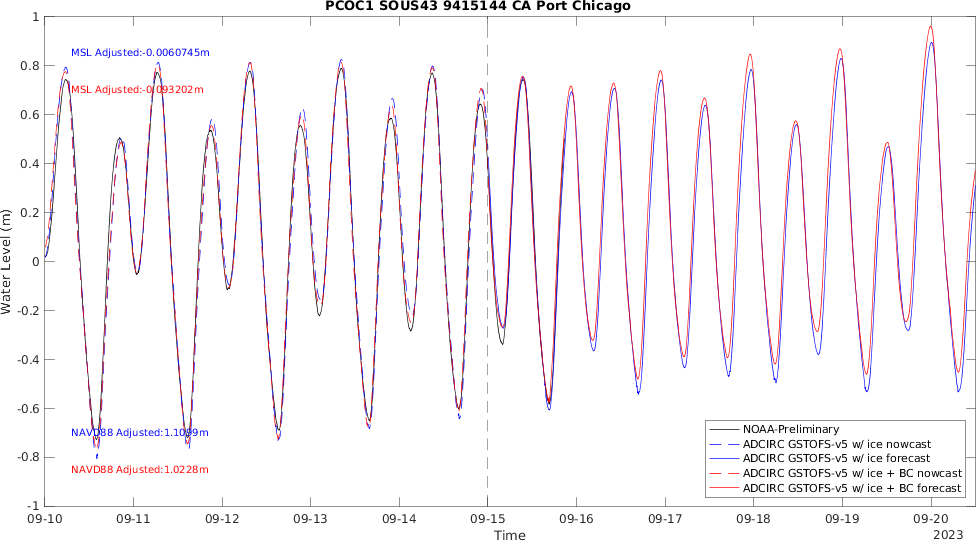 PCOC1 SOUS43 9415144 CA Port Chicago
1
0.8
0.6
0.4
0.2
0
-0.2
-0.4
-0.6
-0.8
-1
Water Level (m)
MSL Adjusted:-0.0060745m
MSL Adjusted:-0.093202m
NAVD88 Adjusted:1.1099m
NAVD88 Adjusted:1.0228m
NOAA-Preliminary
ADCIRC GSTOFS-v5 w/ ice nowcast
ADCIRC GSTOFS-v5 w/ ice forecast
ADCIRC GSTOFS-v5 w/ ice + BC nowcast
ADCIRC GSTOFS-v5 w/ ice + BC forecast
09-10 09-11 09-12 09-13 09-14 09-15 09-16 09-17 09-18 09-19 09-20
Time
2023